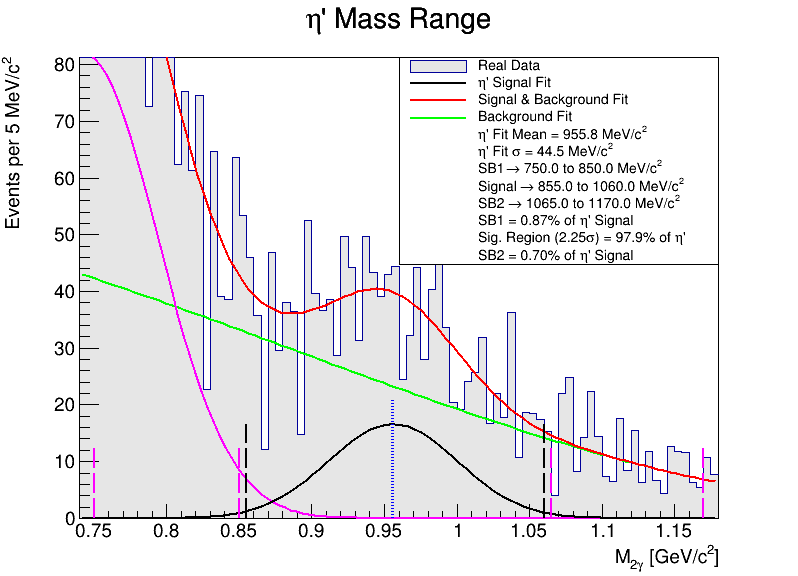 η' Mass Range
Events per 5 MeV/c²
80
70
60
50
40
30
20
10
0
Real Data
η' Signal Fit
Signal & Background Fit
Background Fit
η' Fit Mean = 955.8 MeV/c²
η' Fit σ = 44.5 MeV/c²
SB1 → 750.0 to 850.0 MeV/c²
Signal → 855.0 to 1060.0 MeV/c²
SB2 → 1065.0 to 1170.0 MeV/c²
SB1 = 0.87% of η' Signal
Sig. Region (2.25σ) = 97.9% of η'
SB2 = 0.70% of η' Signal
0.75 0.8 0.85 0.9 0.95 1 1.05 1.1 1.15
M₂γ [GeV/c²]